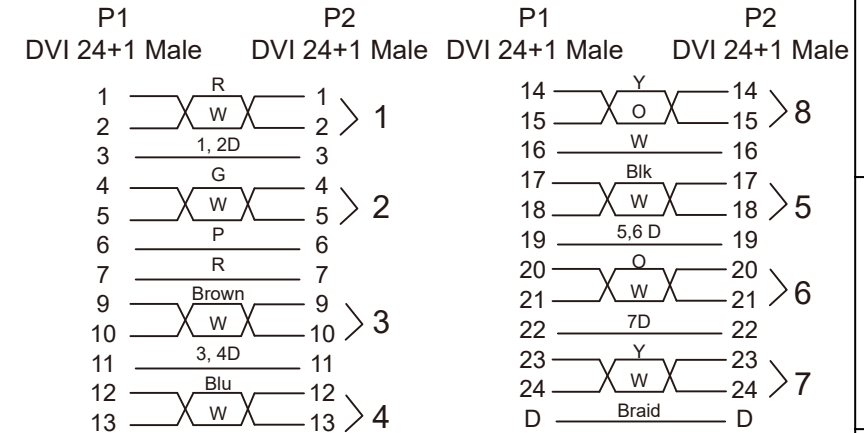 P1 P2
DVI 24+1 Male DVI 24+1 Male
R
1 1
W 1
2 2
1, 2D
3 3
G
4 4
W 2
5 5
P
6 6
R
7 7
Brown
9 9
W 3
10 10
3, 4D
11 11
Blu
12 12
W 4
13 13
P1 P2
DVI 24+1 Male DVI 24+1 Male
Y
14 14
O 8
15 15
W
16 16
Blk
17 17
W 5
18 18
5,6 D
19 19
O
20 20
W 6
21 21
7D
22 22
Y
23 23
W 7
24 24
Braid
D D